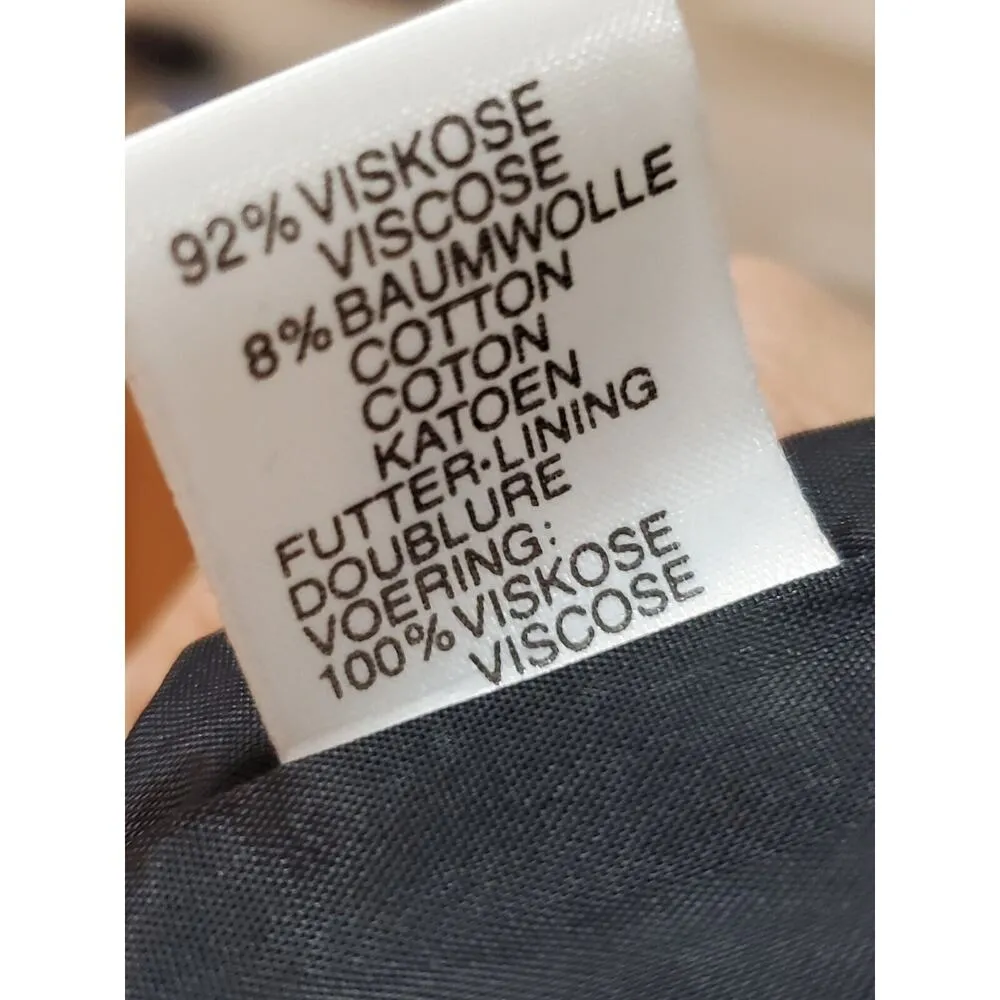 92% VISKOSE
VISCOSE
8% BAUMWOLLE
COTTON
COTON
KATOEN
FUTTER·LINING
DOUBLURE
VOERING:
100% VISKOSE
VISCOSE